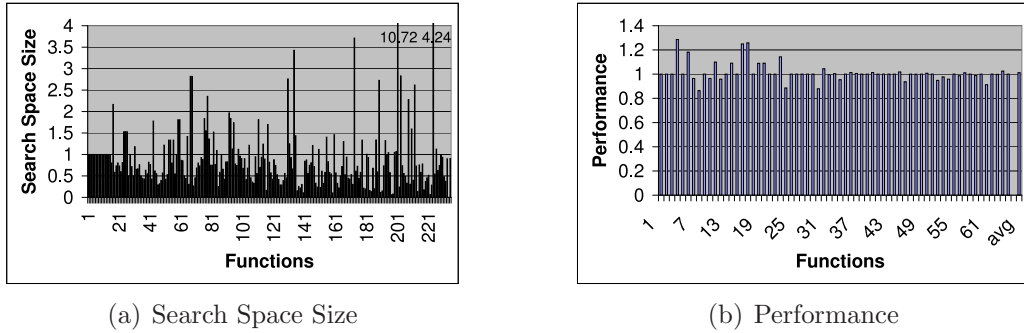 4
3.5
3
2.5
2
1.5
1
0.5
0
Search Space Size
10.72 4.24
1 21 41 61 81 101 121 141 161 181 201 221
Functions
(a) Search Space Size
1.4
1.2
1
0.8
0.6
0.4
0.2
0
Performance
1 7 13 19 25 31 37 43 49 55 61 avg
Functions
(b) Performance